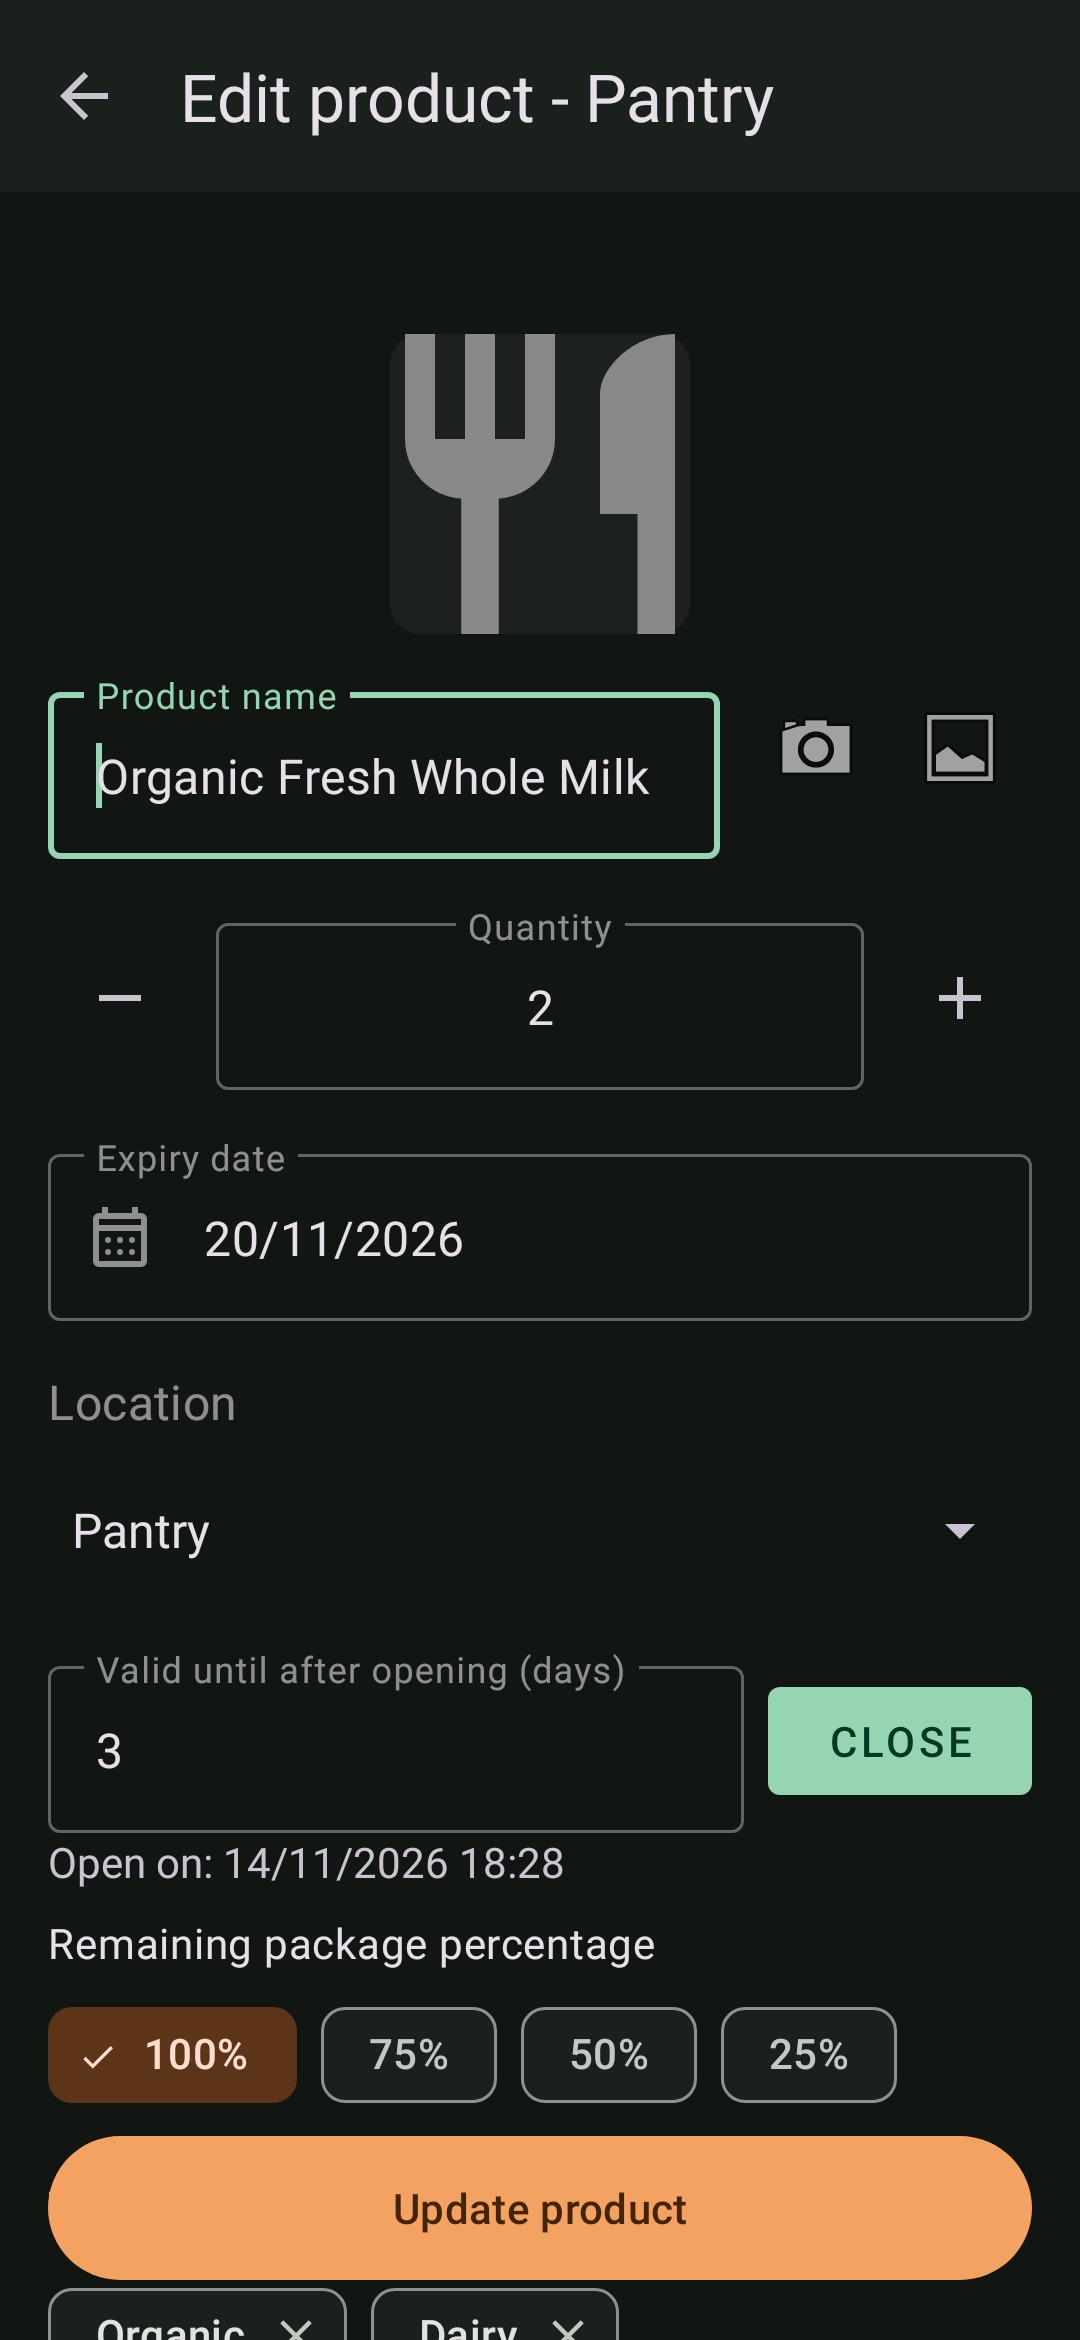 Edit product - Pantry
Product name
Organic Fresh Whole Milk
Quantity
2
Expiry date
20/11/2026
Location
Pantry
Valid until after opening (days)
3
CLOSE
Open on: 14/11/2026 18:28
Remaining package percentage
100%
75%
50%
25%
Update product
Organic
Dairy